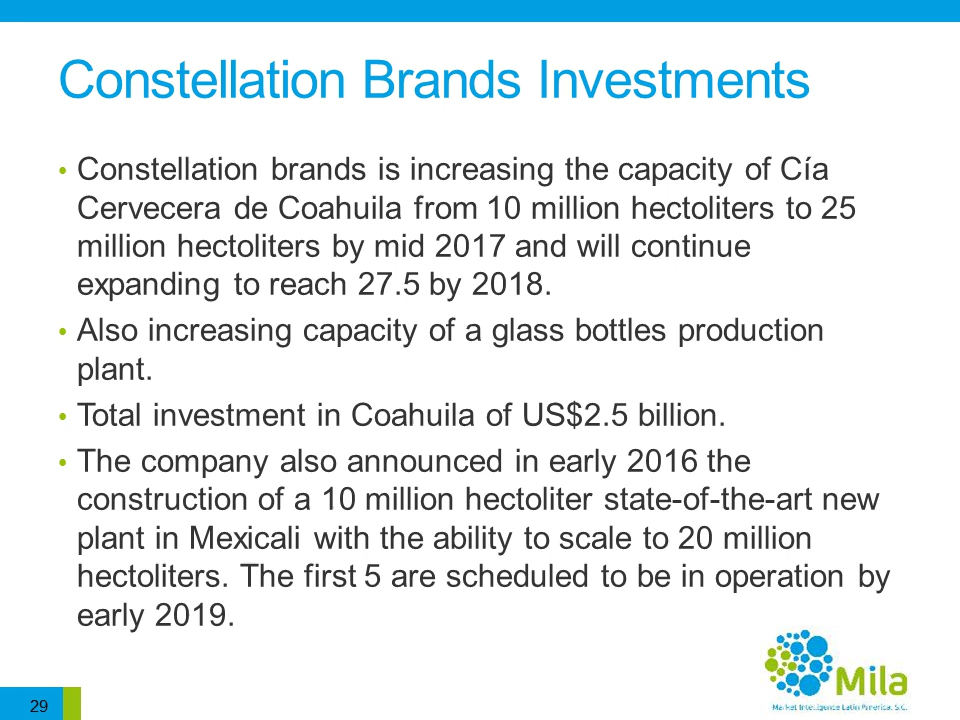 Constellation Brands Investments
• Constellation brands is increasing the capacity of Cía
Cervecera de Coahuila from 10 million hectoliters to 25
million hectoliters by mid 2017 and will continue
expanding to reach 27.5 by 2018.
• Also increasing capacity of a glass bottles production
plant.
• Total investment in Coahuila of US$2.5 billion.
• The company also announced in early 2016 the
construction of a 10 million hectoliter state-of-the-art new
plant in Mexicali with the ability to scale to 20 million
hectoliters. The first 5 are scheduled to be in operation by
early 2019.
Mila
Market Intelligence Latin America, S.C.
29